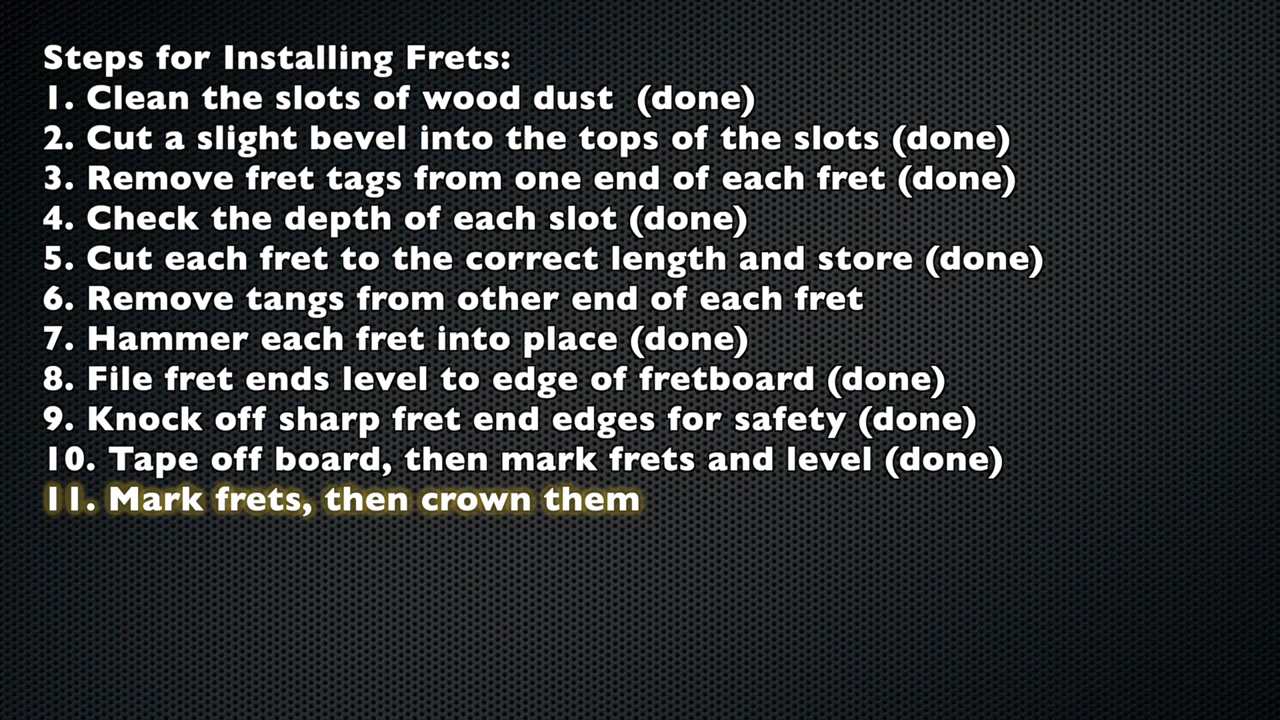 Steps for Installing Frets:
1. Clean the slots of wood dust  (done)
2. Cut a slight bevel into the tops of the slots (done)
3. Remove fret tags from one end of each fret (done)
4. Check the depth of each slot (done)
5. Cut each fret to the correct length and store (done)
6. Remove tangs from other end of each fret
7. Hammer each fret into place (done)
8. File fret ends level to edge of fretboard (done)
9. Knock off sharp fret end edges for safety (done)
10. Tape off board, then mark frets and level (done)
11. Mark frets, then crown them